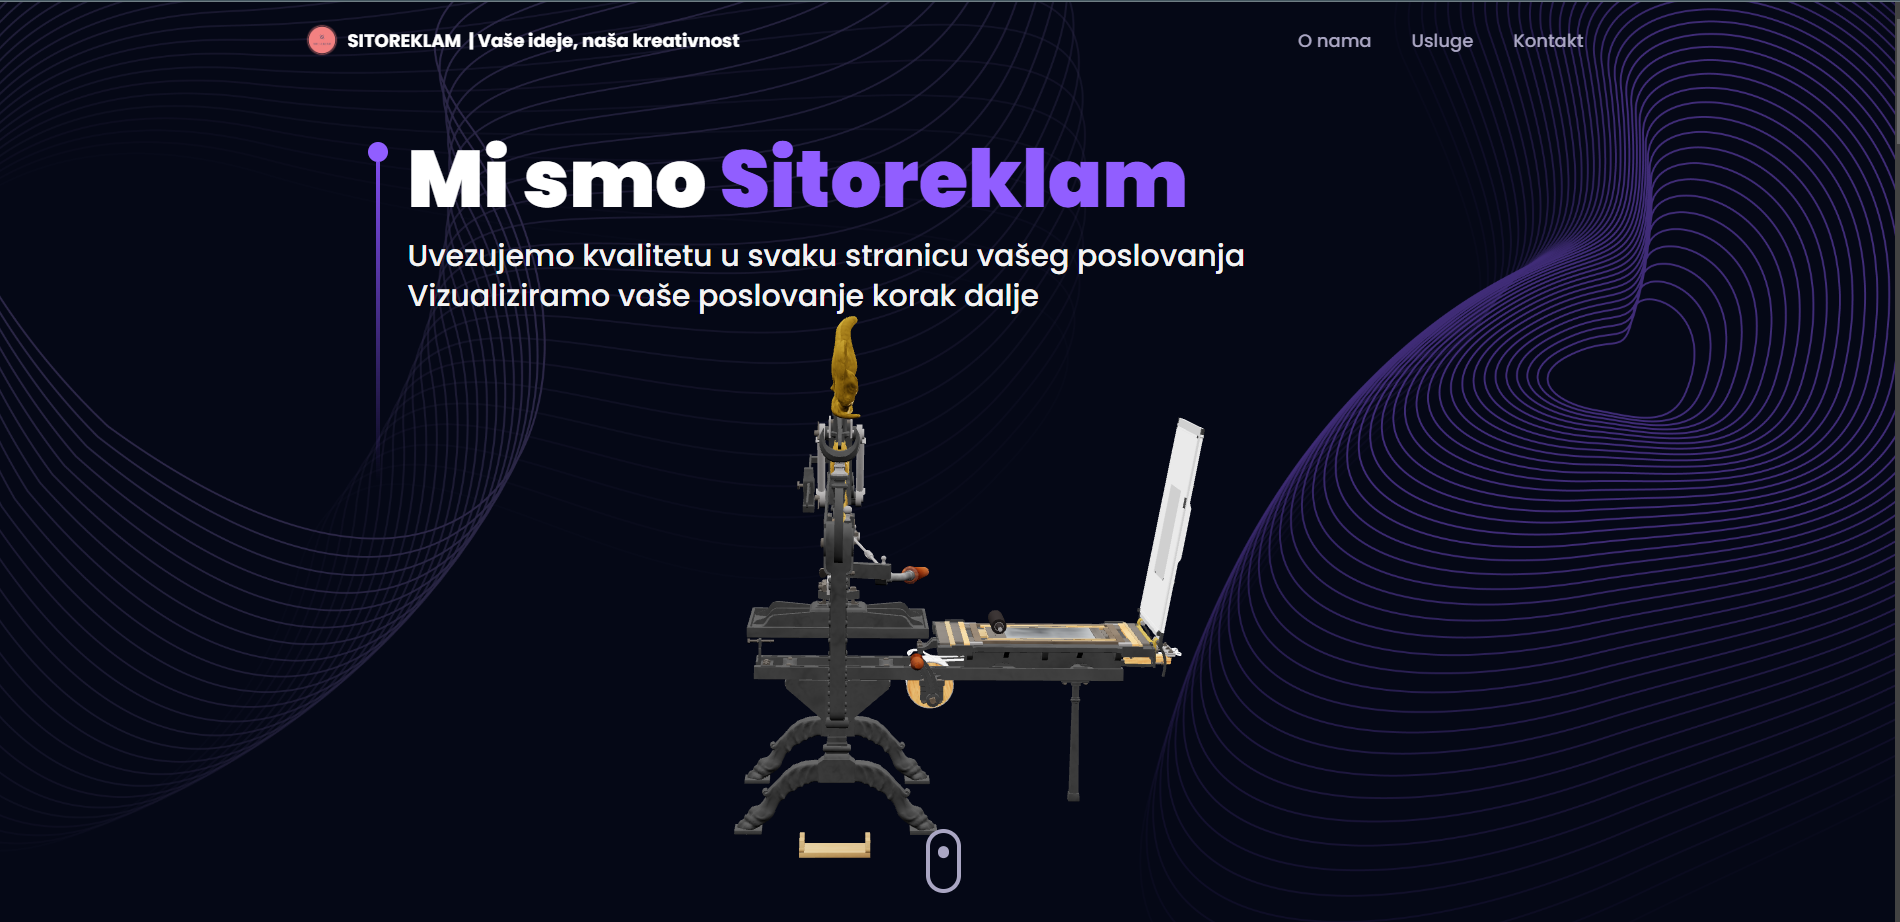 SITOREKLAM | Vaše ideje, naša kreativnost
O nama
Usluge
Kontakt
Mi smo Sitoreklam
Uvezujemo kvalitetu u svaku stranicu vašeg poslovanja
Vizualiziramo vaše poslovanje korak dalje